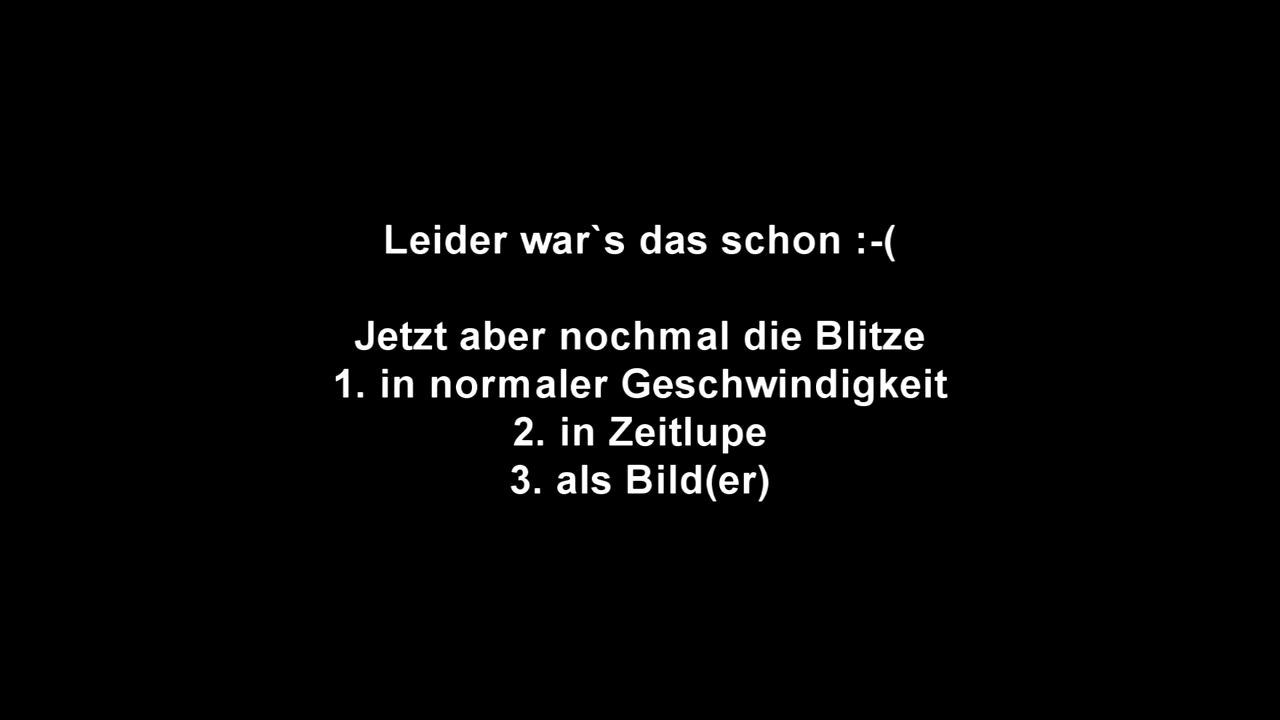 Leider war`s das schon :-(
Jetzt aber nochmal die Blitze
1. in normaler Geschwindigkeit
2. in Zeitlupe
3. als Bild(er)